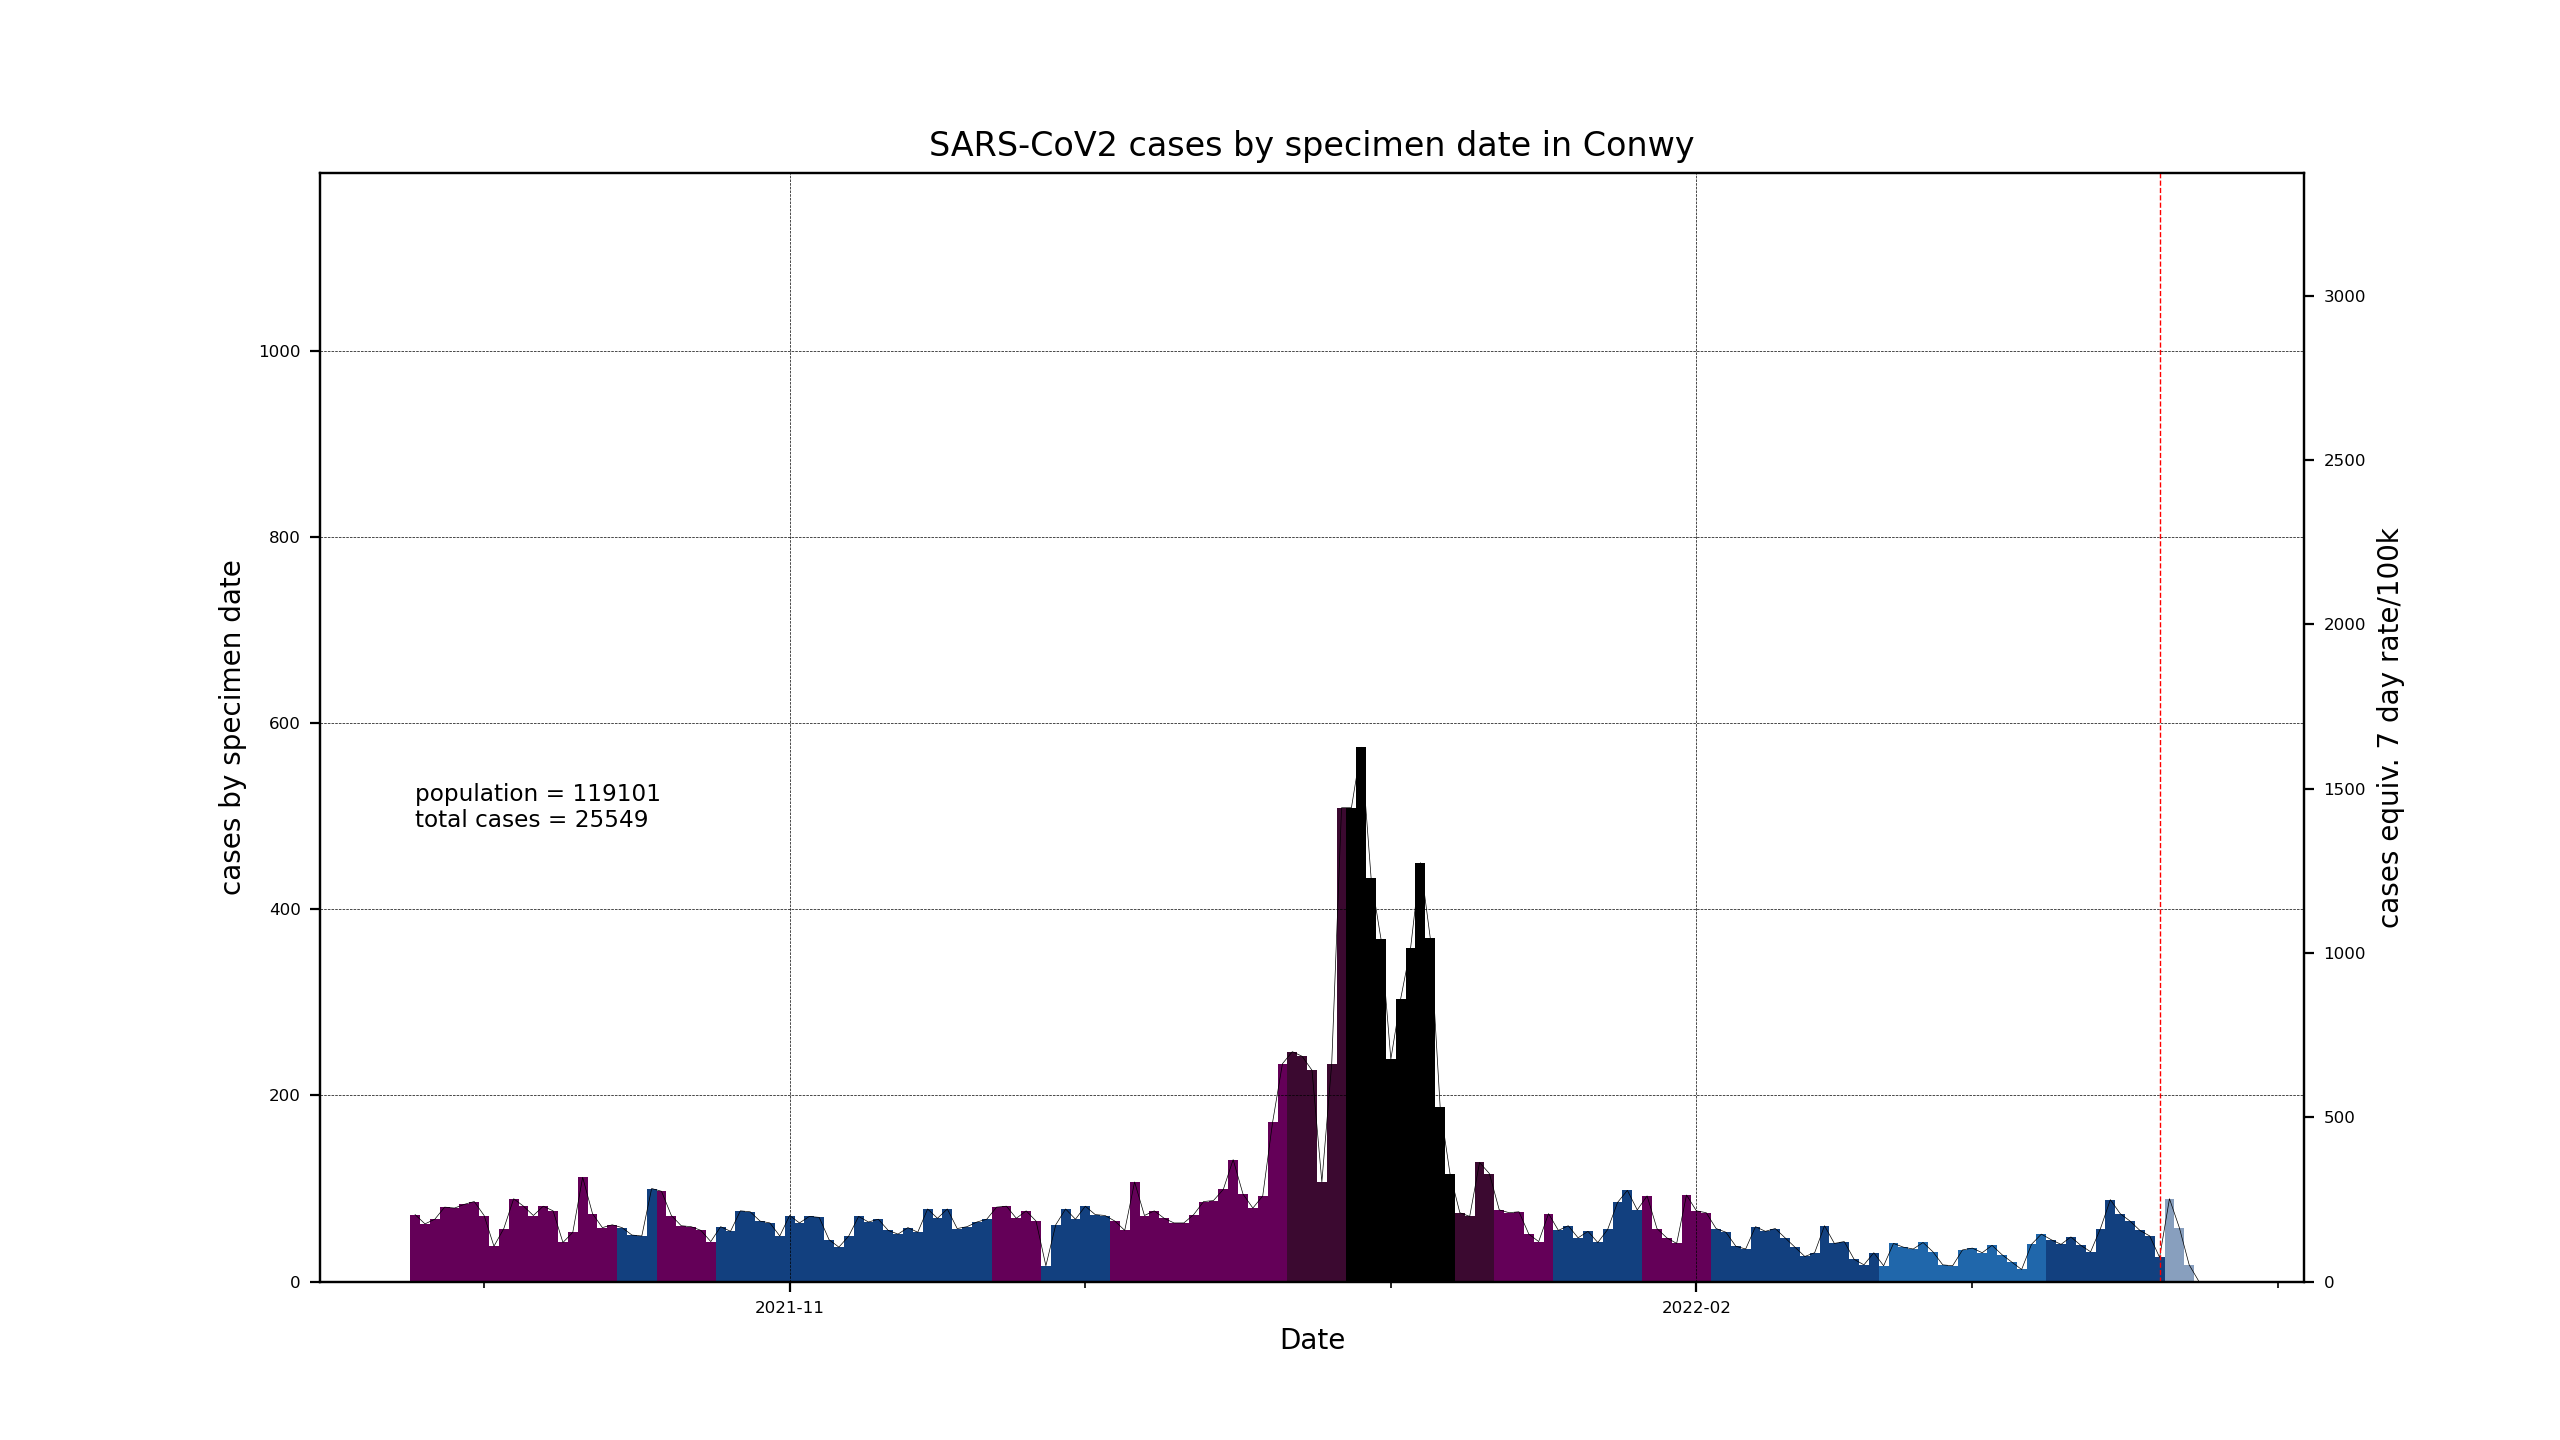 SARS-CoV2 cases by specimen date in Conwy
cases by specimen date
1000
800
600
400
200
0
population = 119101
total cases = 25549
3000
2500
2000
1500
1000
500
0
cases equiv. 7 day rate/100k
2021-11
2022-02
Date